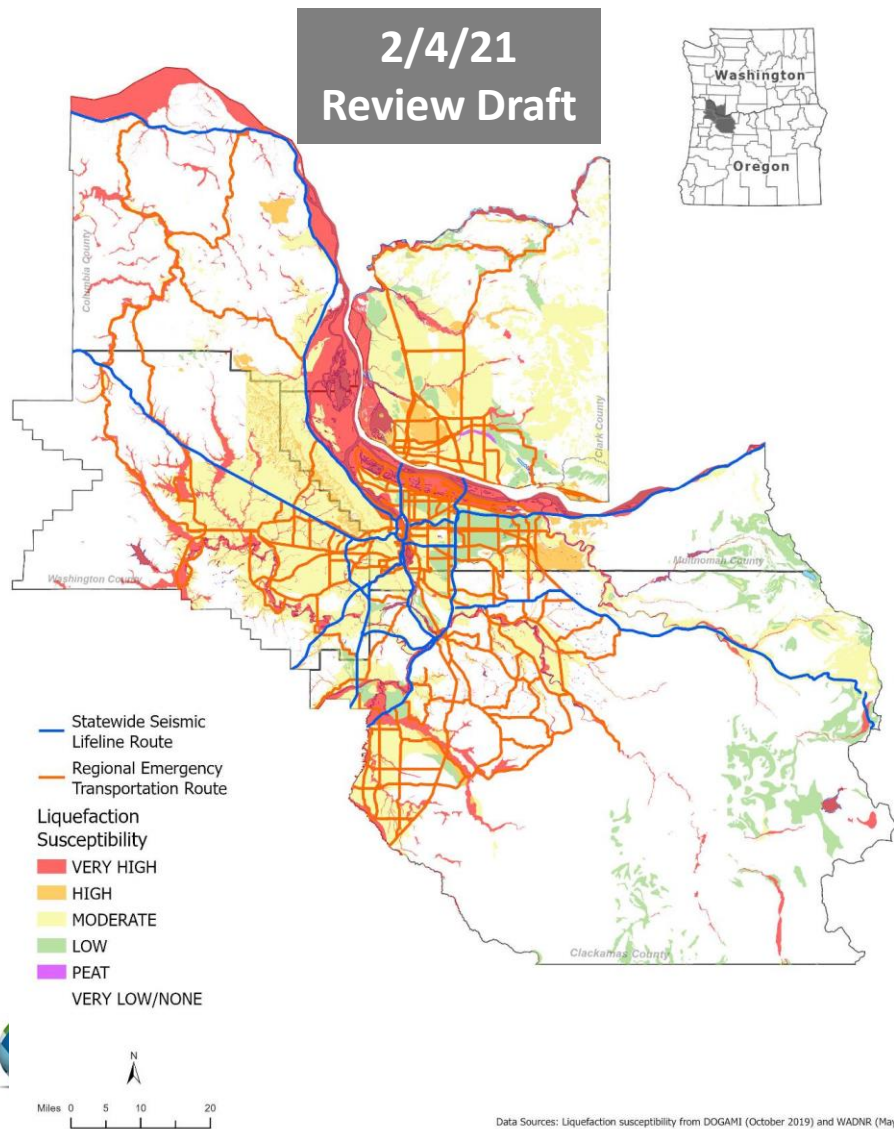 2/4/21
Review Draft
Washington
Oregon
Columbia County
Clark County
Multnomah County
Washington County
Clackamas County
Statewide Seismic
Lifeline Route
Regional Emergency
Transportation Route
Liquefaction
Susceptibility
VERY HIGH
HIGH
MODERATE
LOW
PEAT
VERY LOW/NONE
N
Miles 0 5 10 20
Data Sources: Liquefaction susceptibility from DOGAMI (October 2019) and WADNR (May